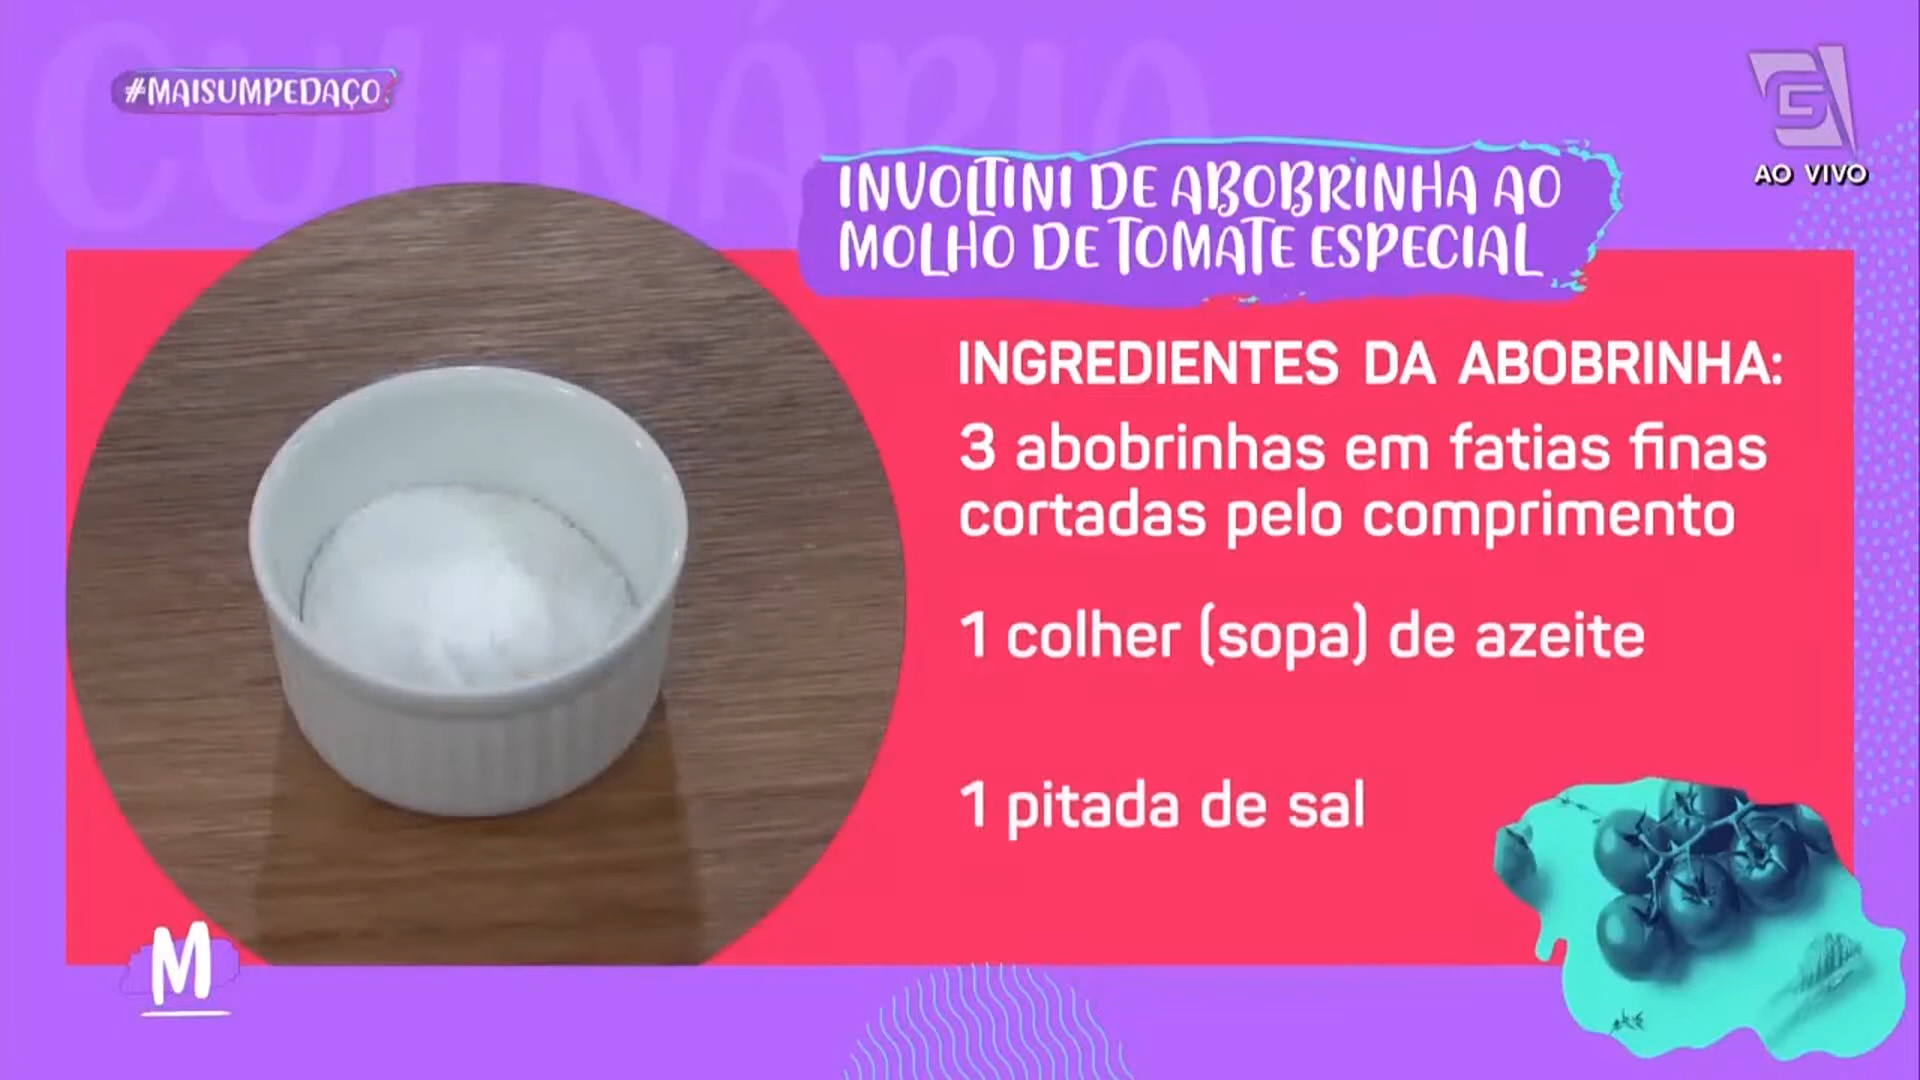 CULINÁRIA
#MAISUMPEDAÇO
AO VIVO
INVOLTINI DE ABOBRINHA AO
MOLHO DE TOMATE ESPECIAL
INGREDIENTES DA ABOBRINHA:
3 abobrinhas em fatias finas
cortadas pelo comprimento
1 colher (sopa) de azeite
1 pitada de sal
M